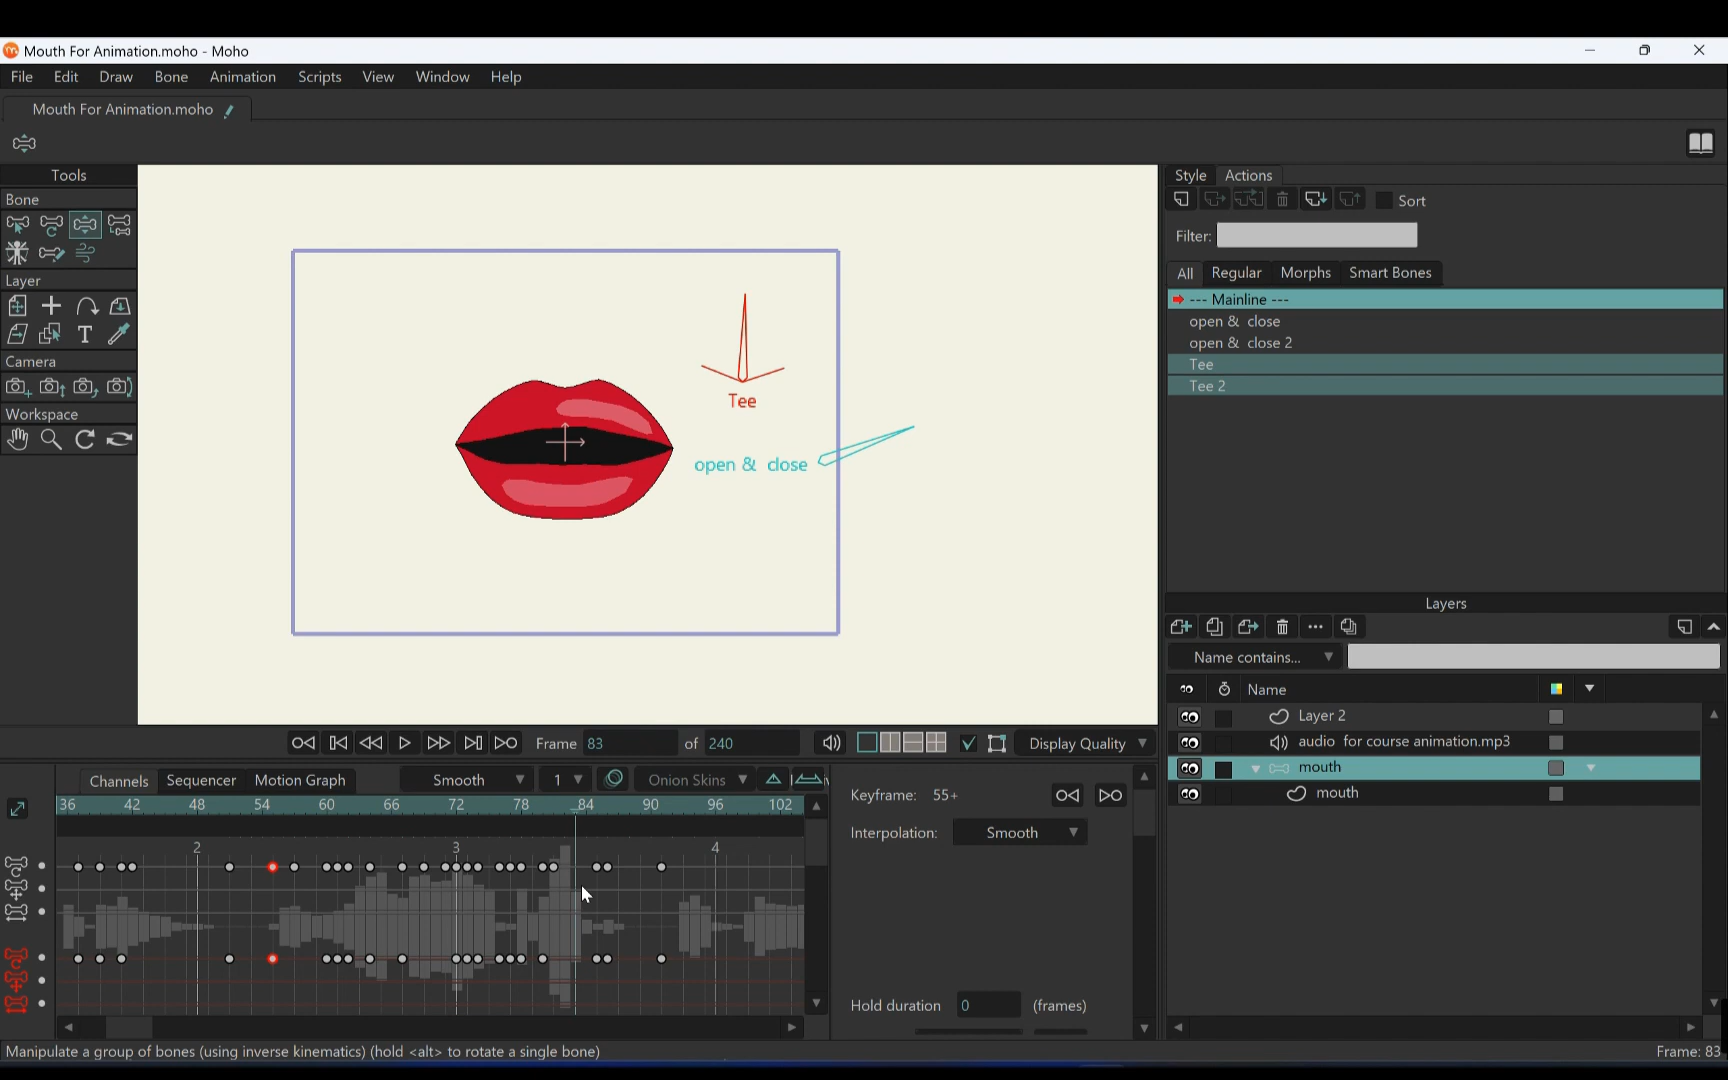 Mouth For Animation.moho - Moho
File Edit Draw Bone Animation Scripts View Window Help
Mouth For Animation.moho
Tools
Bone
Layer
Camera
Workspace
Tee
open & close
Style Actions
Sort
Filter:
All Regular Morphs Smart Bones
--- Mainline ---
open & close
open & close 2
Tee
Tee 2
Layers
Name contains...
Name
Layer 2
audio for course animation.mp3
mouth
mouth
Frame 83 of 240 Display Quality
Channels Sequencer Motion Graph Smooth 1 Onion Skins
36 42 48 54 60 66 72 78 84 90 96 102
2 3 4
Keyframe: 55+
Interpolation: Smooth
Hold duration 0 (frames)
Manipulate a group of bones (using inverse kinematics) (hold <alt> to rotate a single bone)
Frame: 83